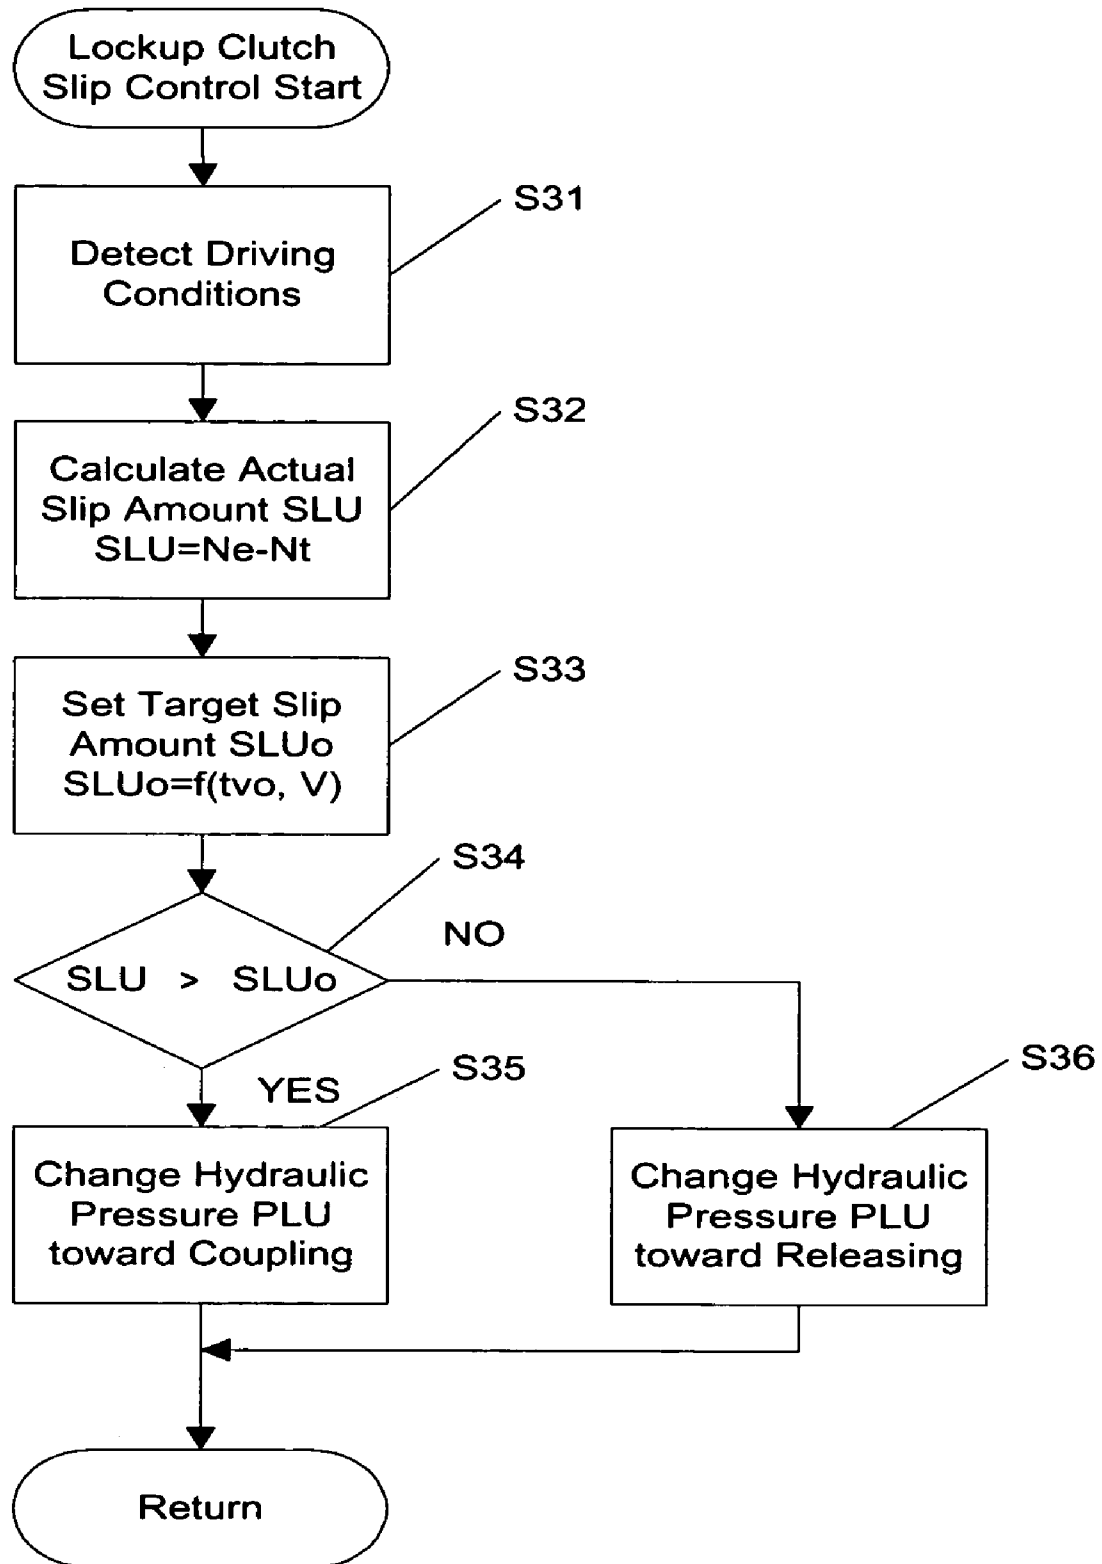 Lockup Clutch
Slip Control Start
S31
Detect Driving
Conditions
S32
Calculate Actual
Slip Amount SLU
SLU=Ne-Nt
S33
Set Target Slip
Amount SLUo
SLUo=f(tvo, V)
S34
NO
SLU > SLUo
YES
S35
S36
Change Hydraulic
Pressure PLU
toward Coupling
Change Hydraulic
Pressure PLU
toward Releasing
Return